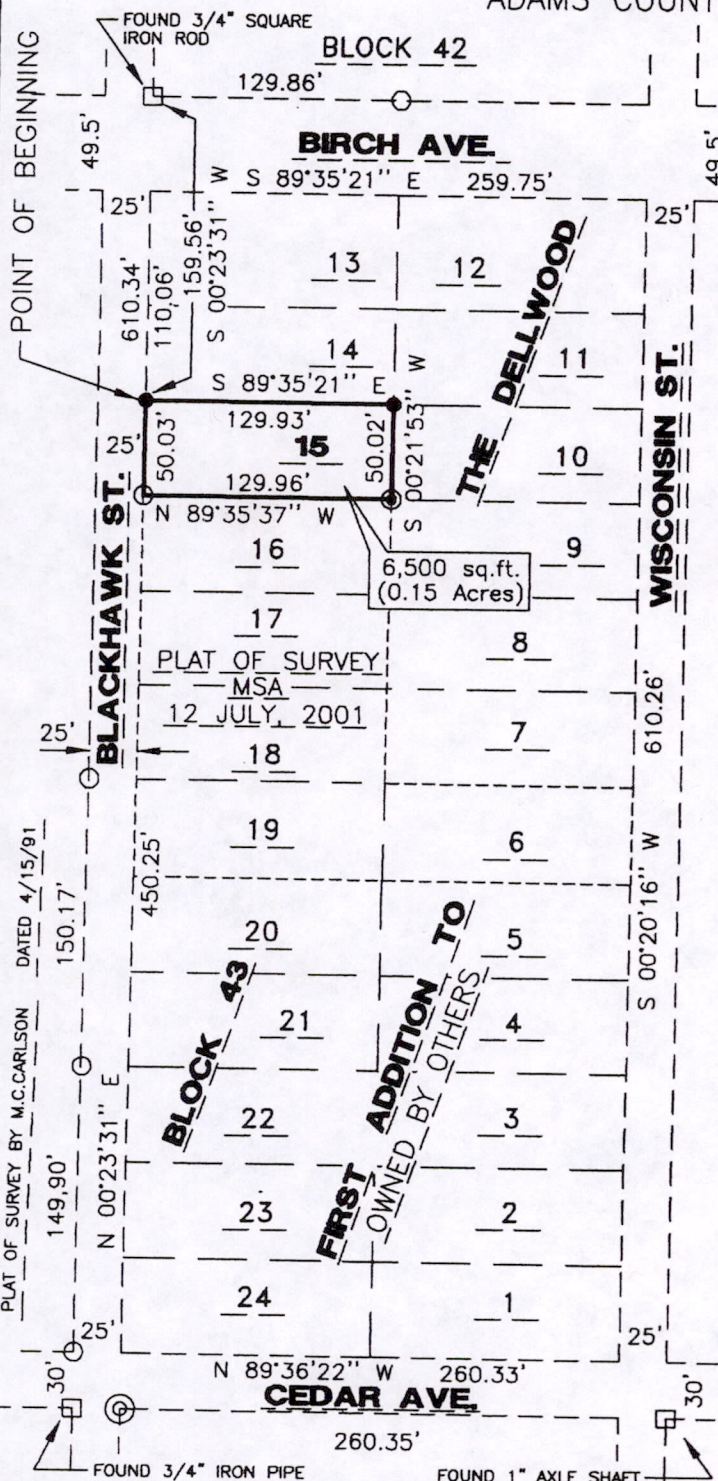 ADAMS COUNT
FOUND 3/4" SQUARE
IRON ROD
BLOCK 42
129.86'
POINT OF BEGINNING
49.5'
49.5'
BIRCH AVE.
S 89°35'21" E 259.75'
25'
25'
610.34'
110.06'
159.56'
S 00°23'31" W
13
12
14
11
S 89°35'21" E
129.93'
25'
50.03'
15
50.02'
S 00°21'53" W
THE DELLWOOD
10
129.96'
N 89°35'37" W
16
9
6,500 sq.ft.
(0.15 Acres)
BLACKHAWK ST.
WISCONSIN ST.
17
8
PLAT OF SURVEY
MSA
12 JULY, 2001
25'
18
7
610.26'
19
6
450.25'
PLAT OF SURVEY BY M.C.CARLSON DATED 4/15/91
150.17'
S 00°20'16" W
20
5
BLOCK 43
21
4
FIRST ADDITION TO
OWNED BY OTHERS
22
3
149.90'
N 00°23'31" E
23
2
24
1
25'
25'
N 89°36'22" W 260.33'
30'
30'
CEDAR AVE.
260.35'
FOUND 3/4" IRON PIPE
FOUND 1" AXLE SHAFT